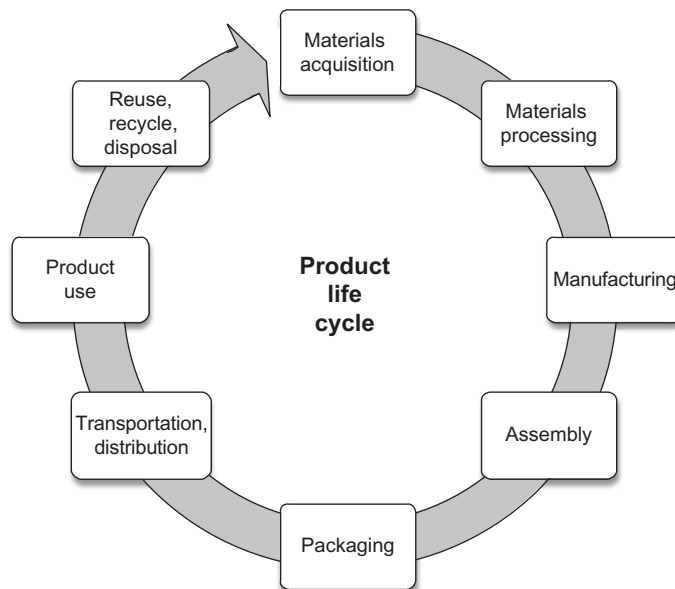 Materials
acquisition
Materials
processing
Manufacturing
Assembly
Packaging
Transportation,
distribution
Product
use
Reuse,
recycle,
disposal
Product
life
cycle